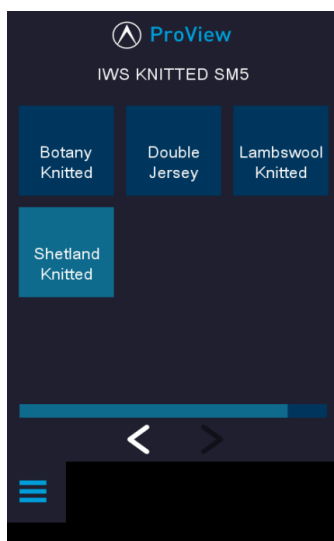 ProView
IWS KNITTED SM5
Botany
Knitted
Double
Jersey
Lambswool
Knitted
Shetland
Knitted